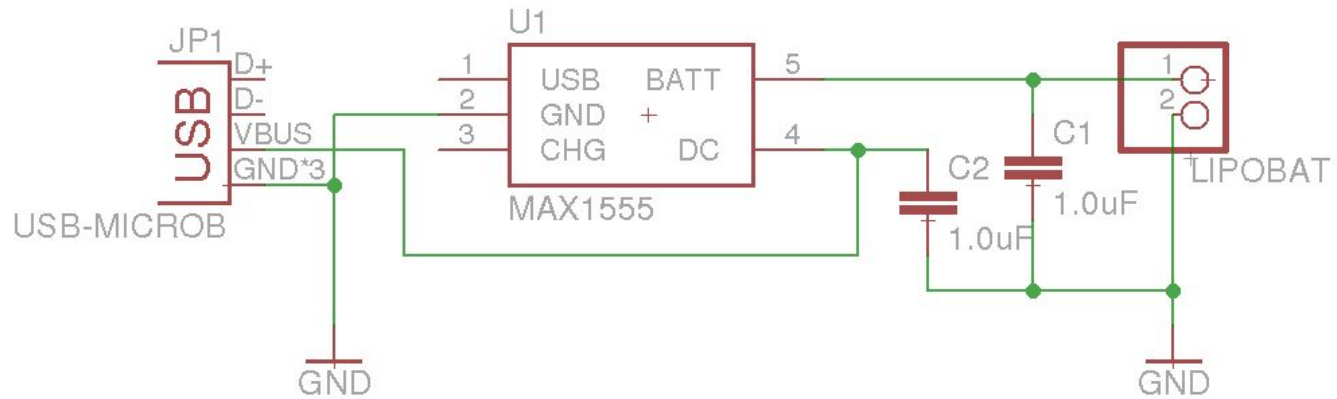 U1
JP1
D+
D-
VBUS
GND*3
USB
USB-MICROB
1
2
3
USB
GND
CHG
BATT
DC
5
4
MAX1555
C2
1.0uF
C1
1.0uF
1
2
LIPOBAT
GND
GND